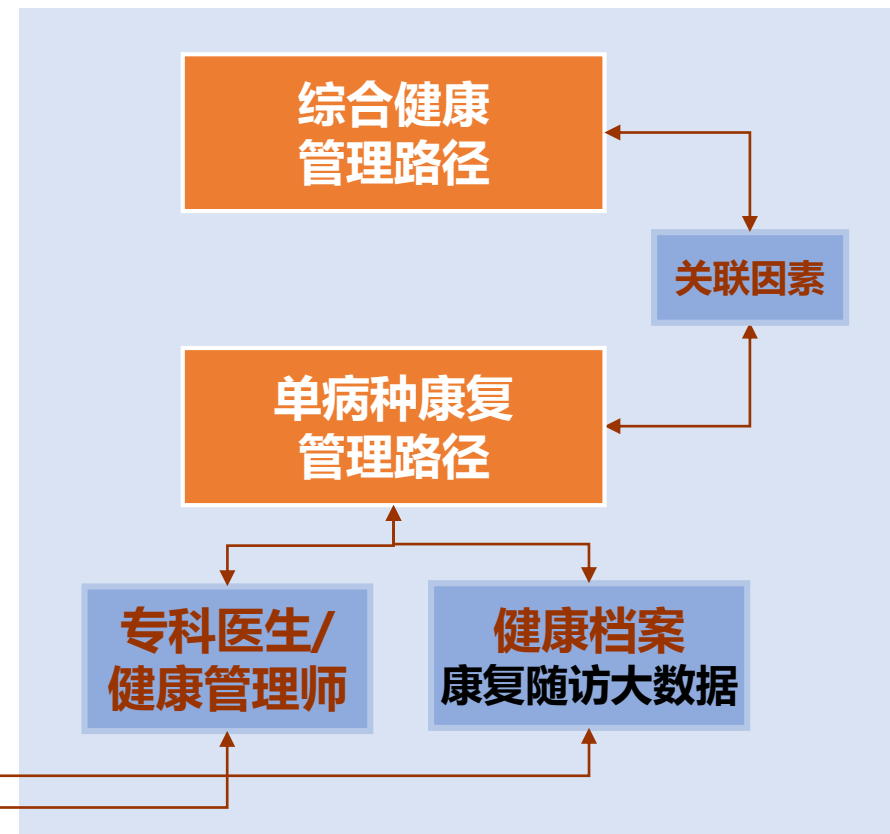 综合健康
管理路径
关联因素
单病种康复
管理路径
专科医生/
健康管理师
健康档案
康复随访大数据